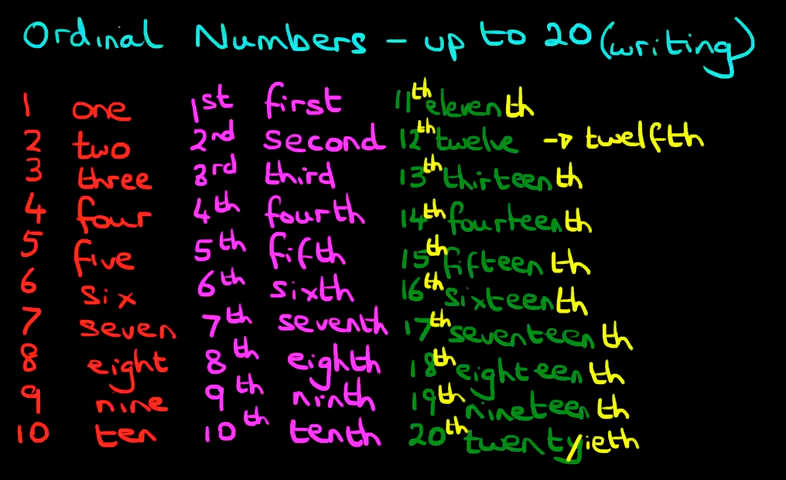 Ordinal Numbers - up to 20 (writing)
1 one 1st first 11th eleventh
2 two 2nd second 12th twelve → twelfth
3 three 3rd third 13th thirteenth
4 four 4th fourth 14th fourteenth
5 five 5th fifth 15th fifteenth
6 six 6th sixth 16th sixteenth
7 seven 7th seventh 17th seventeenth
8 eight 8th eighth 18th eighteenth
9 nine 9th ninth 19th nineteenth
10 ten 10th tenth 20th twentyieth